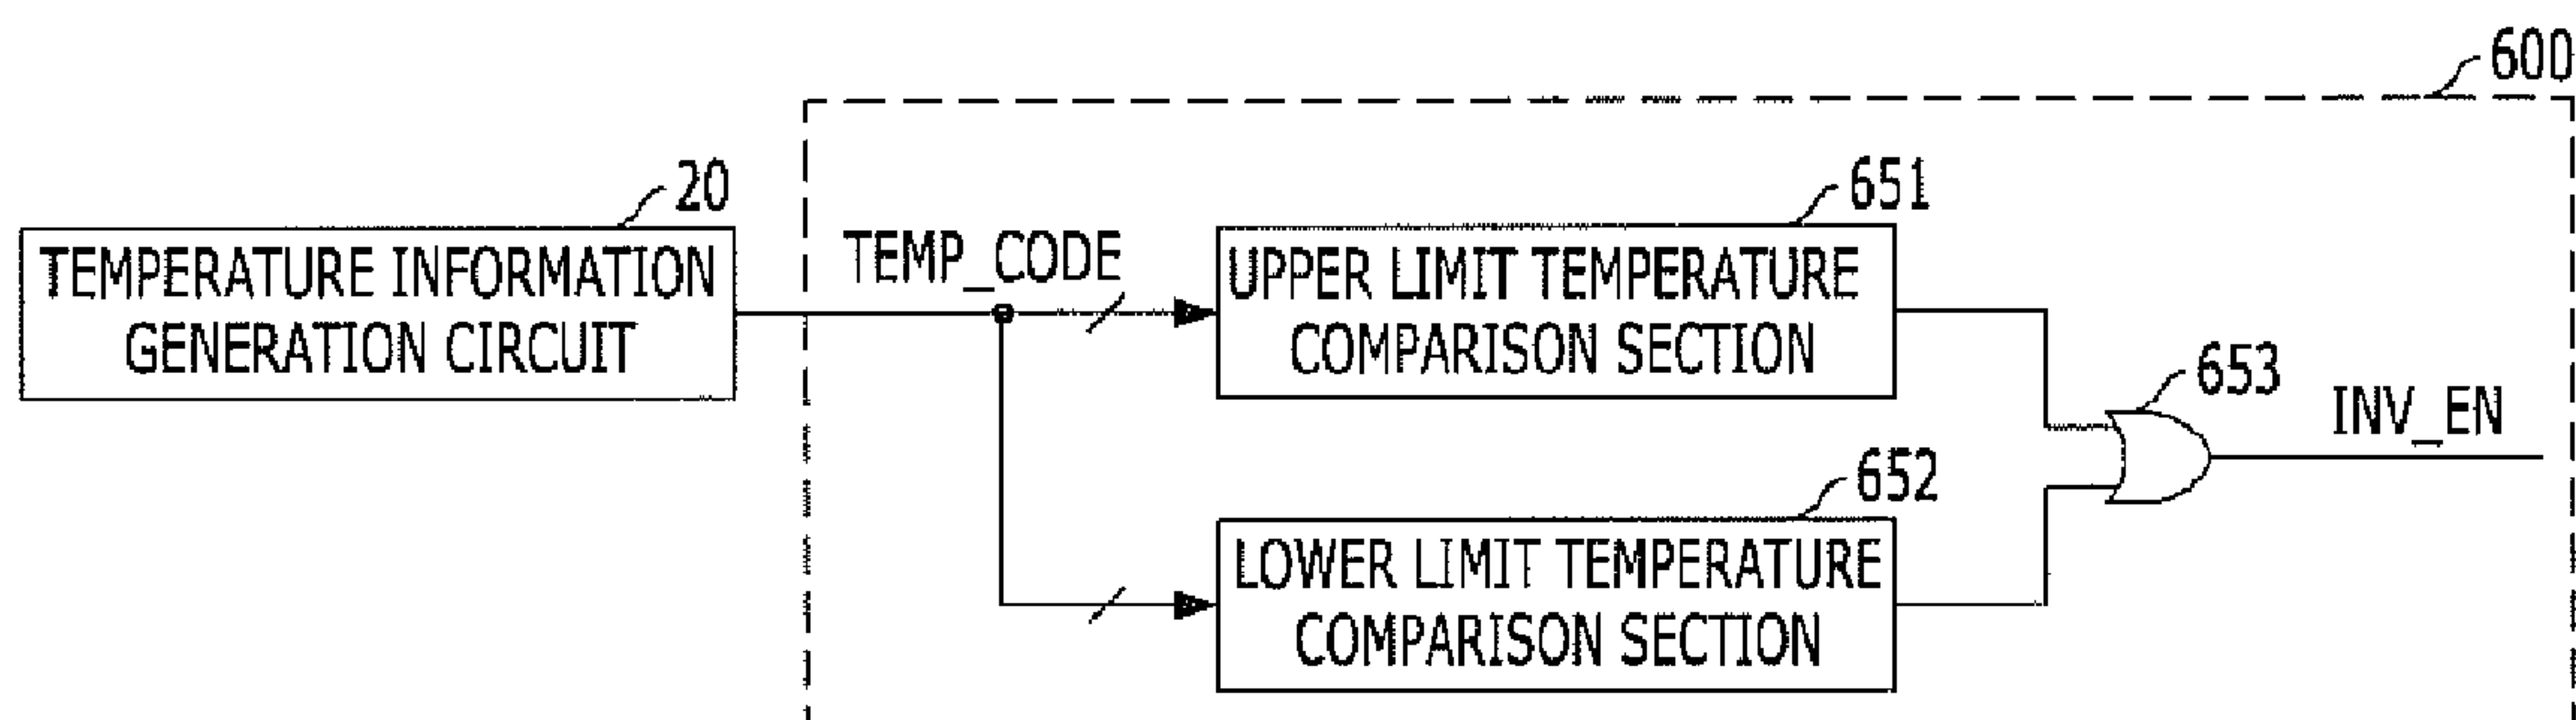 600
20
651
TEMPERATURE INFORMATION
GENERATION CIRCUIT
TEMP_CODE
UPPER LIMIT TEMPERATURE
COMPARISON SECTION
653
INV_EN
652
LOWER LIMIT TEMPERATURE
COMPARISON SECTION